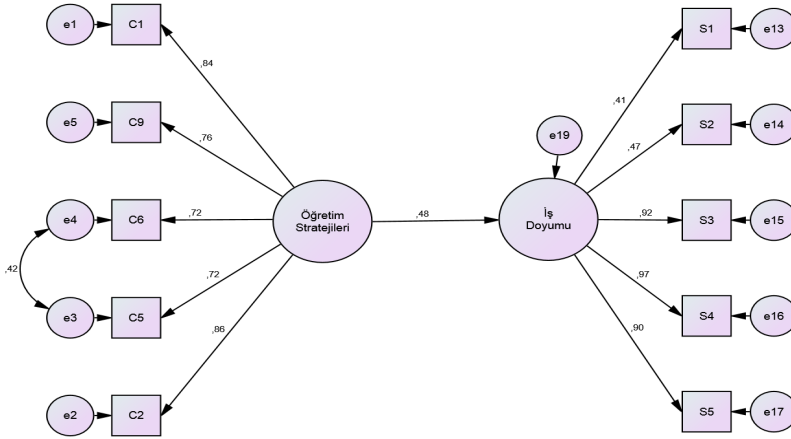 e1
C1
S1
e13
,84
,41
e5
C9
S2
e14
,76
e19
,47
e4
C6
,72
Öğretim
Stratejileri
,48
İş
Doyumu
,92
S3
e15
,42
,72
,97
e3
C5
S4
e16
,86
,90
e2
C2
S5
e17